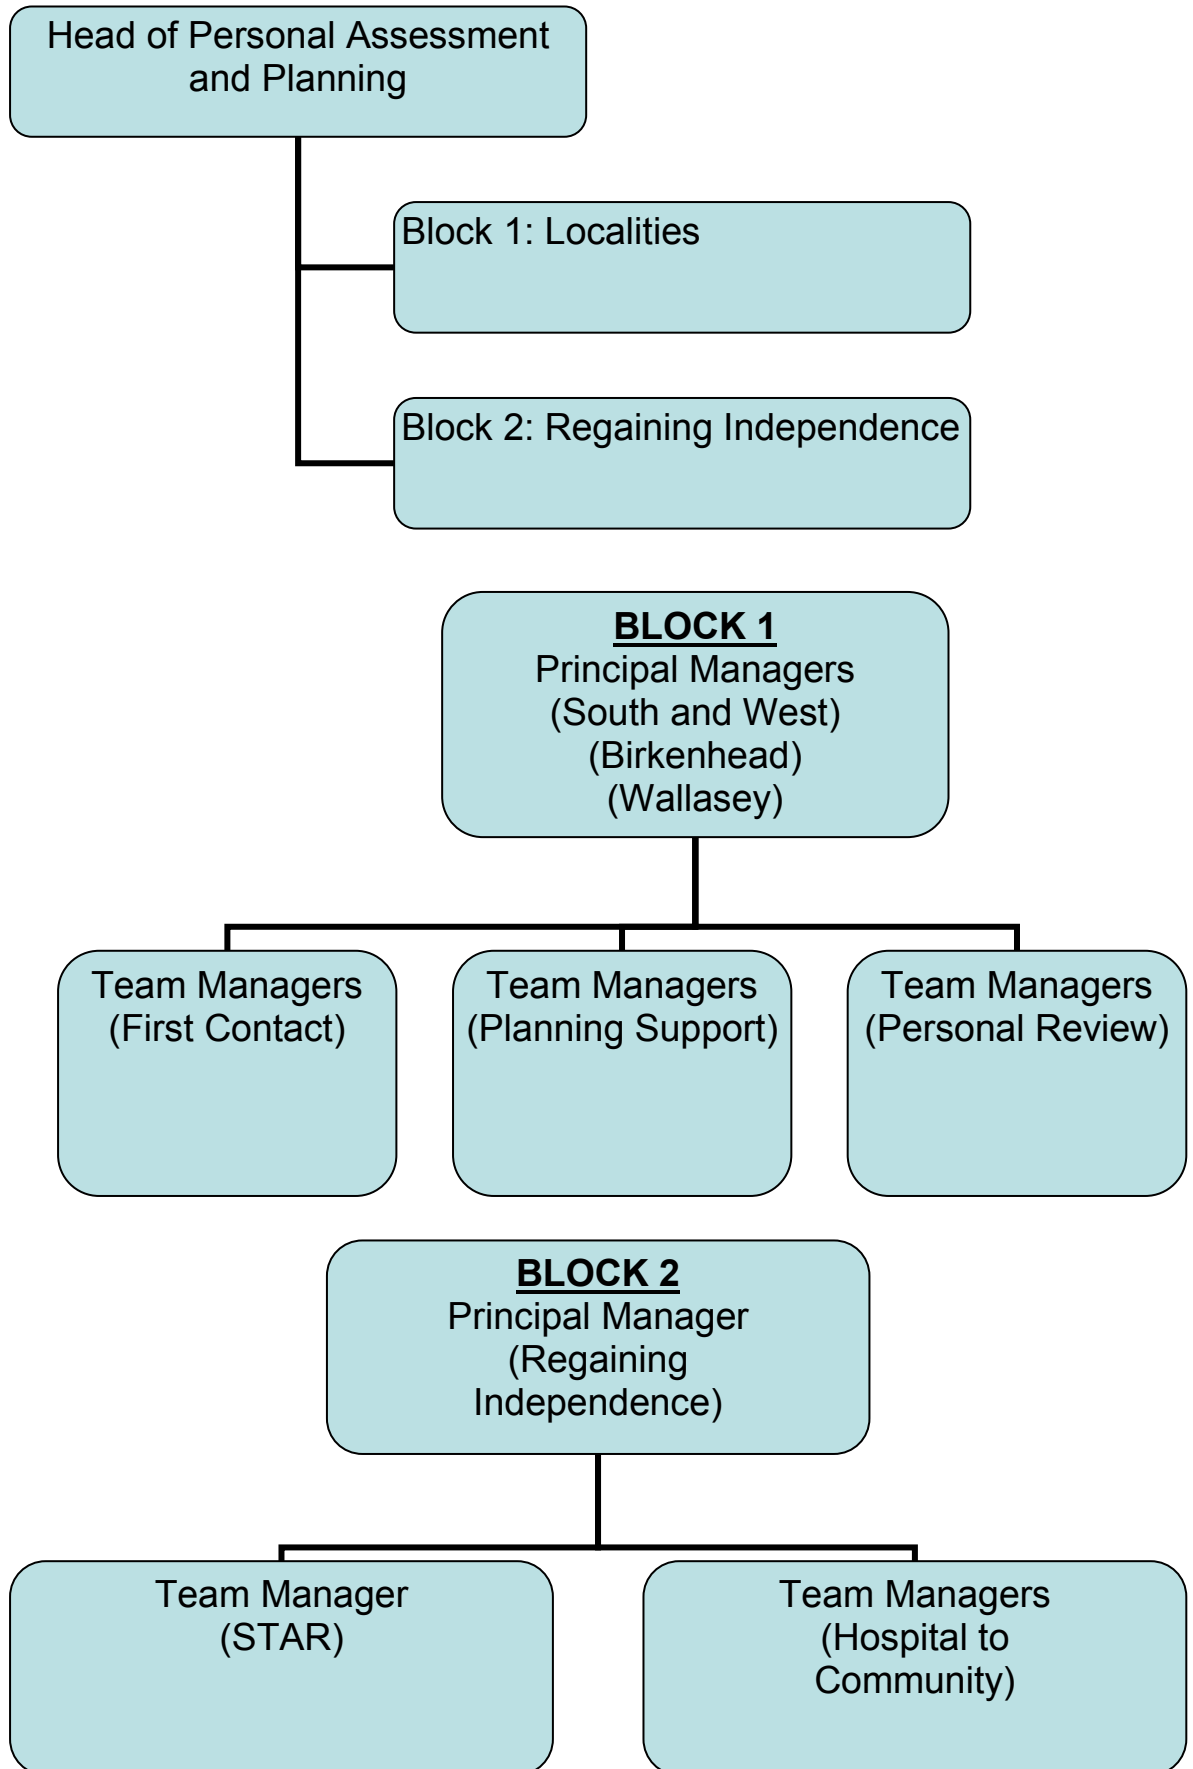 Head of Personal Assessment
and Planning
Block 1: Localities
Block 2: Regaining Independence
BLOCK 1
Principal Managers
(South and West)
(Birkenhead)
(Wallasey)
Team Managers
(First Contact)
Team Managers
(Planning Support)
Team Managers
(Personal Review)
BLOCK 2
Principal Manager
(Regaining
Independence)
Team Manager
(STAR)
Team Managers
(Hospital to
Community)